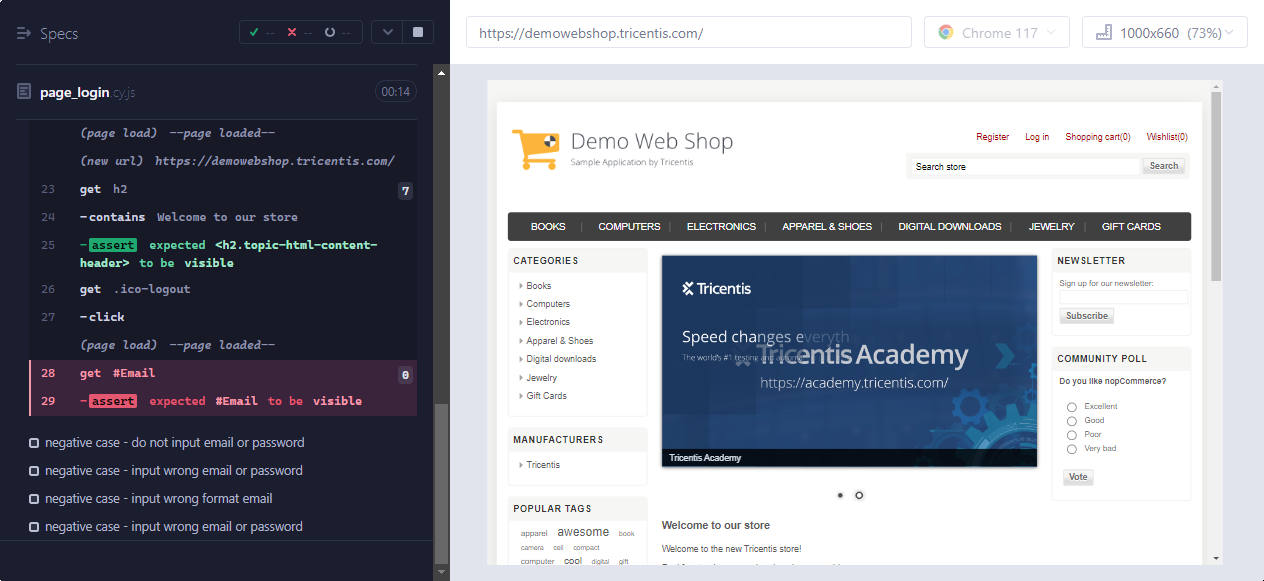 Specs
-- -- --
page_login.cy.js
00:14
(page load) --page loaded--
(new url) https://demowebshop.tricentis.com/
23 get h2 7
24 -contains Welcome to our store
25 -assert expected <h2.topic-html-content-
header> to be visible
26 get .ico-logout
27 -click
(page load) --page loaded--
28 get #Email 0
29 -assert expected #Email to be visible
negative case - do not input email or password
negative case - input wrong email or password
negative case - input wrong format email
negative case - input wrong email or password
https://demowebshop.tricentis.com/
Chrome 117
1000x660 (73%)
Demo Web Shop
Sample Application by Tricentis
Register Log in Shopping cart(0) Wishlist(0)
Search store Search
BOOKS COMPUTERS ELECTRONICS APPAREL & SHOES DIGITAL DOWNLOADS JEWELRY GIFT CARDS
CATEGORIES
Books
Computers
Electronics
Apparel & Shoes
Digital downloads
Jewelry
Gift Cards
MANUFACTURERS
Tricentis
POPULAR TAGS
apparel awesome book
camera cell compact
computer cool digital gift
Tricentis
Speed changes everyth
The world's #1 testing and
Tricentis Academy
https://academy.tricentis.com/
Tricentis Academy
Welcome to our store
Welcome to the new Tricentis store!
NEWSLETTER
Sign up for our newsletter:
Subscribe
COMMUNITY POLL
Do you like nopCommerce?
Excellent
Good
Poor
Very bad
Vote